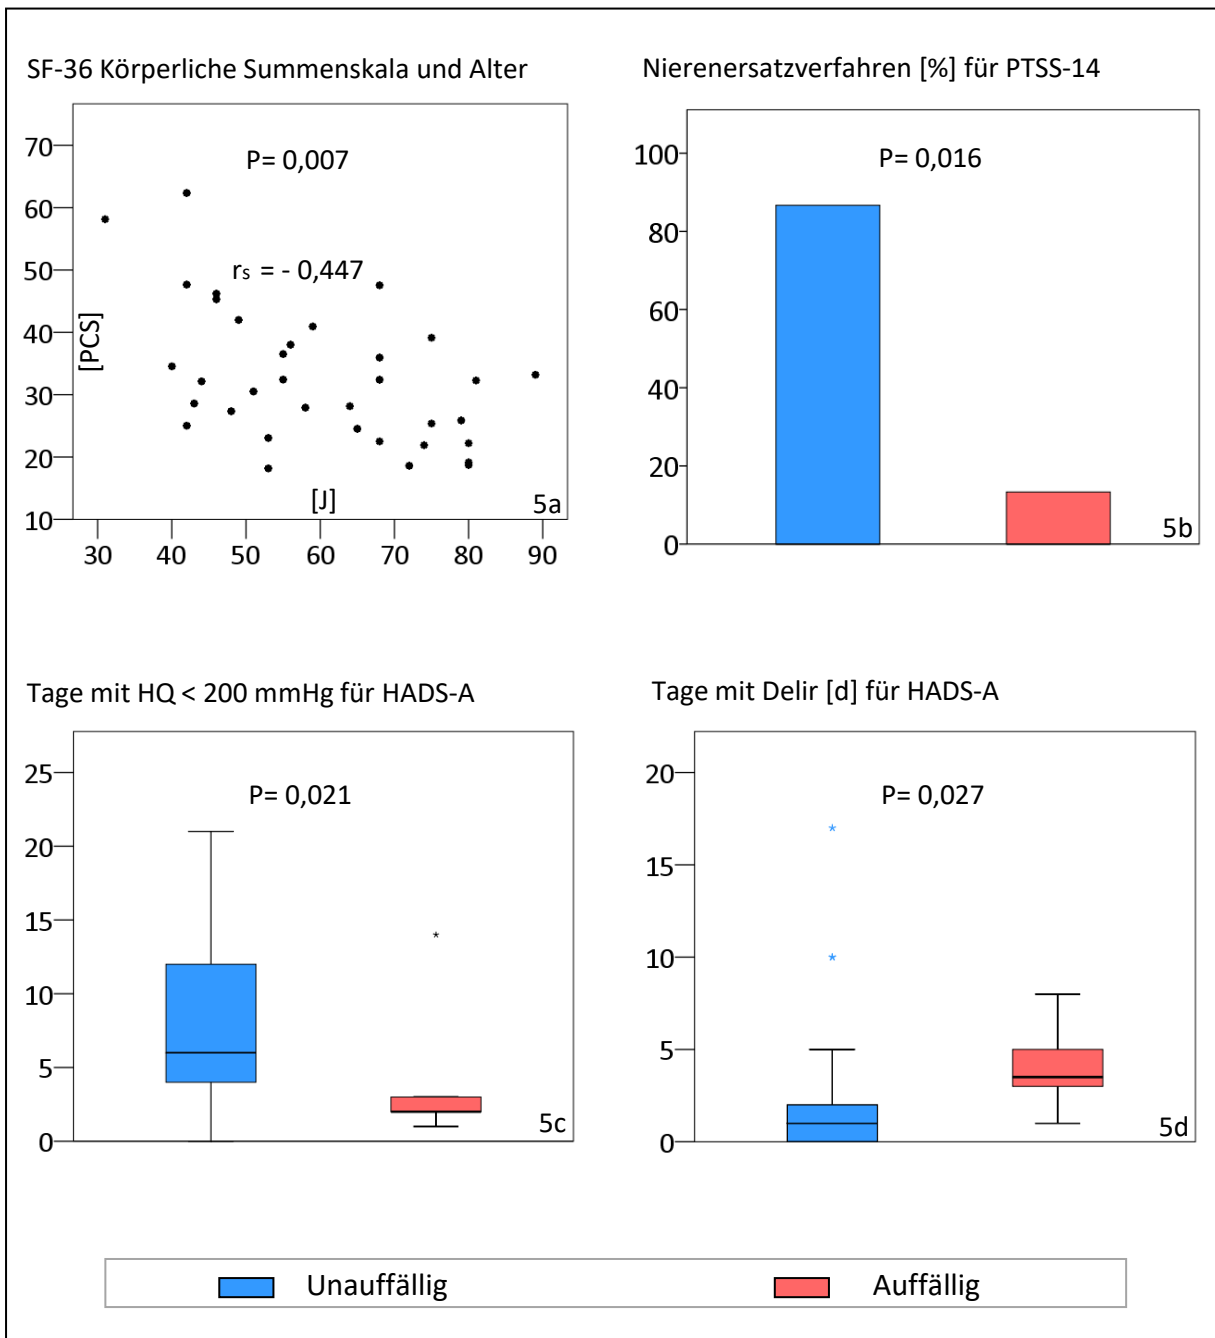 SF-36 Körperliche Summenskala und Alter
P= 0,007
rs = - 0,447
[PCS]
70
60
50
40
30
20
10
[J]
5a
30 40 50 60 70 80 90
Nierenersatzverfahren [%] für PTSS-14
P= 0,016
100
80
60
40
20
0
5b
Tage mit HQ < 200 mmHg für HADS-A
P= 0,021
25
20
15
10
5
0
5c
Tage mit Delir [d] für HADS-A
P= 0,027
20
15
10
5
0
5d
Unauffällig
Auffällig